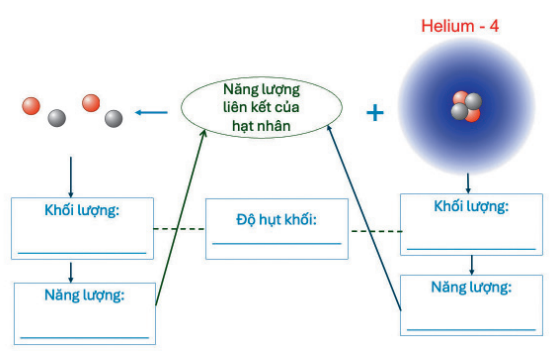 Helium - 4
Năng lượng
liên kết của
hạt nhân
+
Khối lượng:
Độ hụt khối:
Khối lượng:
Năng lượng:
Năng lượng: